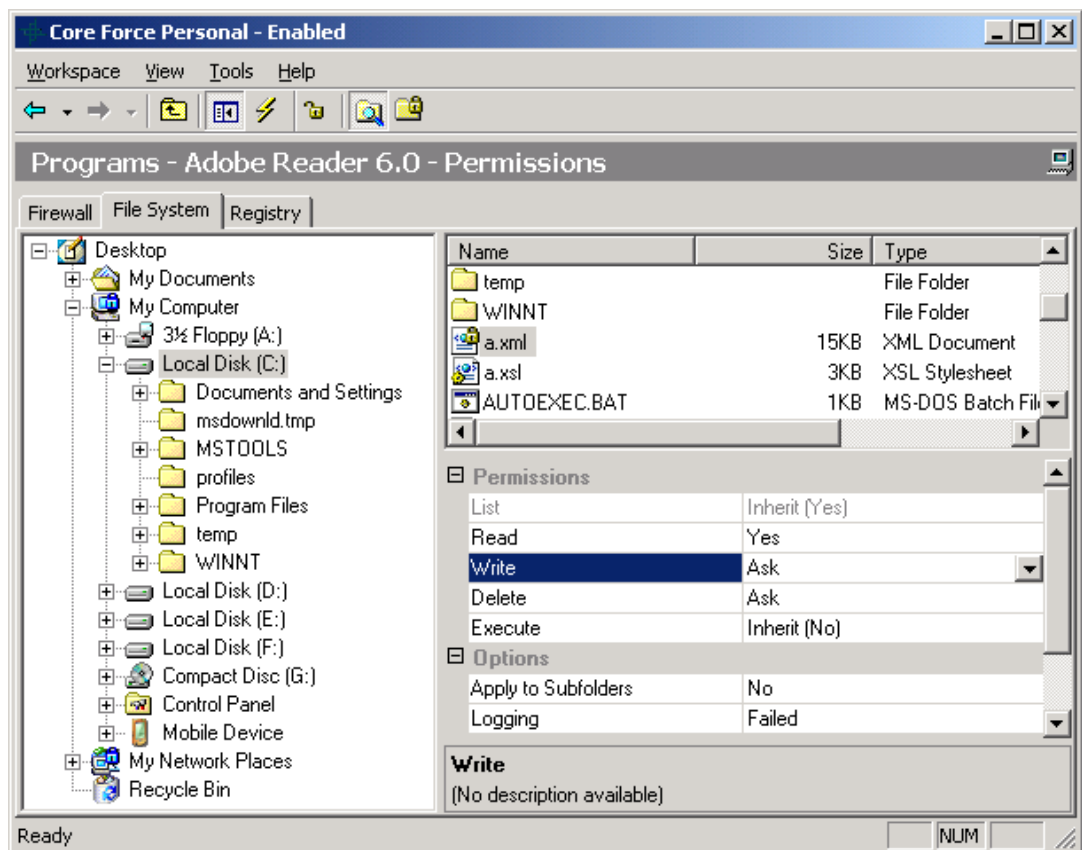 Core Force Personal - Enabled
Workspace View Tools Help
Programs - Adobe Reader 6.0 - Permissions
Firewall File System Registry
Desktop
My Documents
My Computer
3½ Floppy (A:)
Local Disk (C:)
Documents and Settings
msdownld.tmp
MSTOOLS
profiles
Program Files
temp
WINNT
Local Disk (D:)
Local Disk (E:)
Local Disk (F:)
Compact Disc (G:)
Control Panel
Mobile Device
My Network Places
Recycle Bin
Name Size Type
temp File Folder
WINNT File Folder
a.xml 15KB XML Document
a.xsl 3KB XSL Stylesheet
AUTOEXEC.BAT 1KB MS-DOS Batch File
Permissions
List Inherit (Yes)
Read Yes
Write Ask
Delete Ask
Execute Inherit (No)
Options
Apply to Subfolders No
Logging Failed
Write
(No description available)
Ready NUM